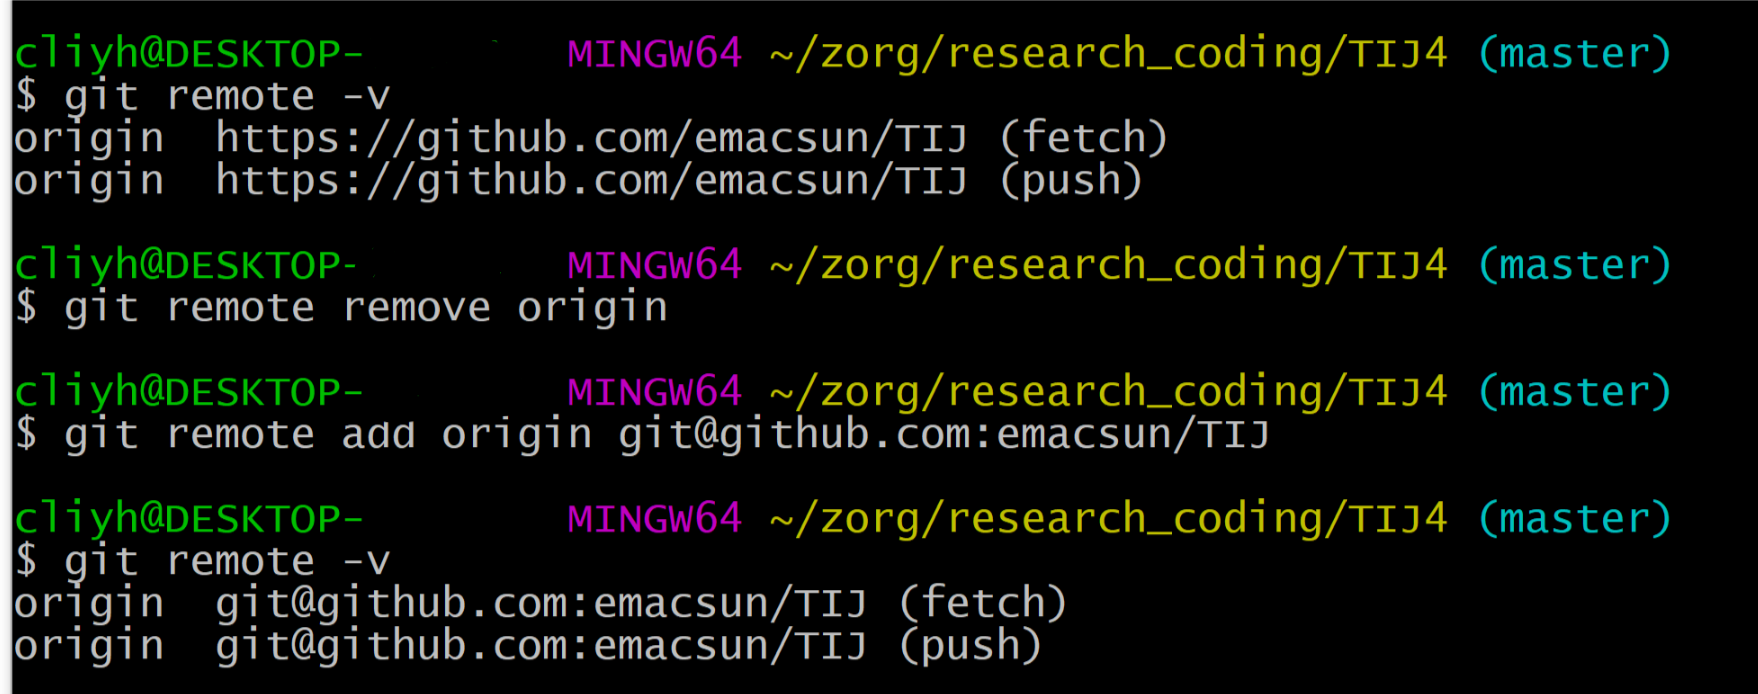 cliyh@DESKTOP- MINGW64 ~/zorg/research_coding/TIJ4 (master)
$ git remote -v
origin  https://github.com/emacsun/TIJ (fetch)
origin  https://github.com/emacsun/TIJ (push)
cliyh@DESKTOP- MINGW64 ~/zorg/research_coding/TIJ4 (master)
$ git remote remove origin
cliyh@DESKTOP- MINGW64 ~/zorg/research_coding/TIJ4 (master)
$ git remote add origin git@github.com:emacsun/TIJ
cliyh@DESKTOP- MINGW64 ~/zorg/research_coding/TIJ4 (master)
$ git remote -v
origin  git@github.com:emacsun/TIJ (fetch)
origin  git@github.com:emacsun/TIJ (push)